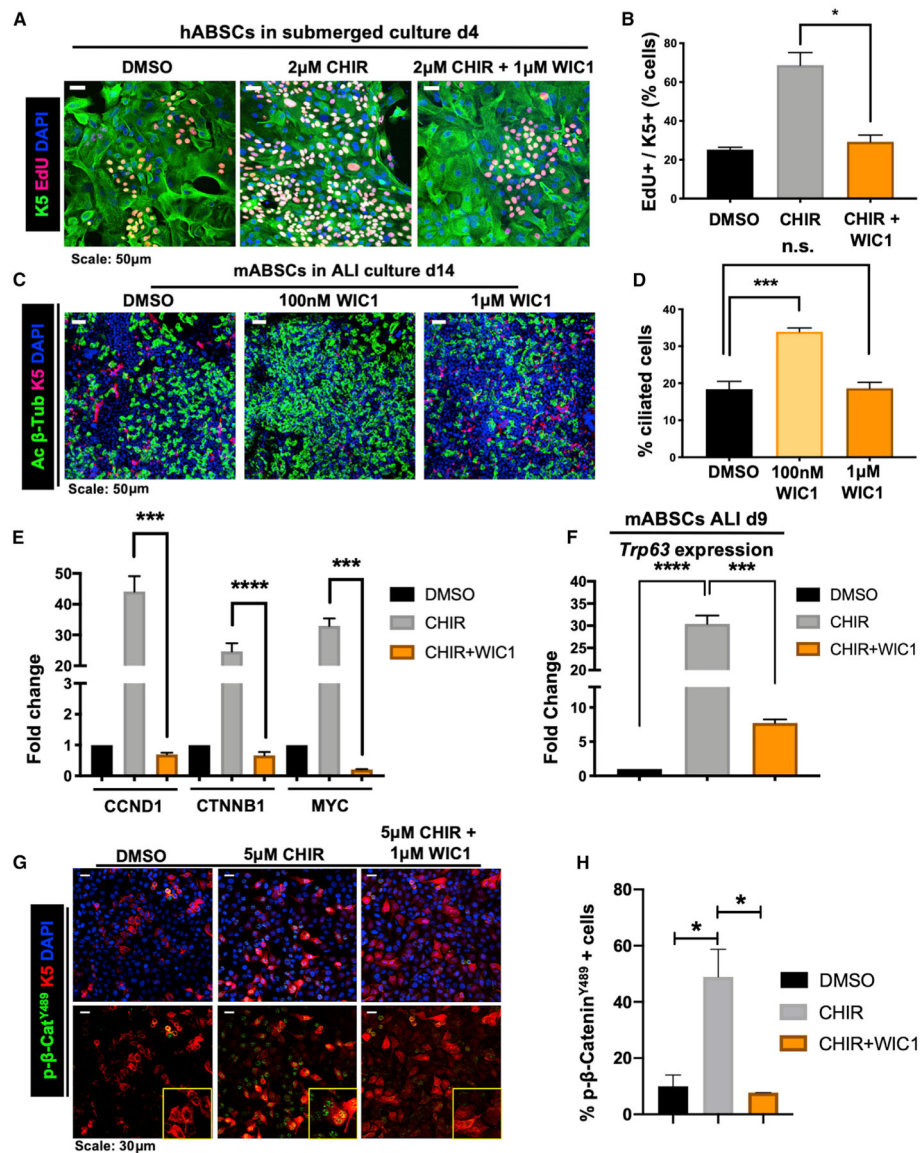 A
hABSCs in submerged culture d4
DMSO
2μM CHIR
2μM CHIR + 1μM WIC1
K5 EdU DAPI
Scale: 50μm
B
EdU+ / K5+ (% cells)
80
60
40
20
0
*
DMSO
CHIR
CHIR +
WIC1
C
mABSCs in ALI culture d14
DMSO
100nM WIC1
1μM WIC1
Ac β-Tub K5 DAPI
Scale: 50μm
D
n.s.
***
% ciliated cells
40
30
20
10
0
DMSO
100nM
WIC1
1μM
WIC1
E
Fold change
50
40
30
20
4
3
2
1
0
***
****
***
CCND1
CTNNB1
MYC
DMSO
CHIR
CHIR+WIC1
F
mABSCs ALI d9
Trp63 expression
****
***
Fold Change
40
30
20
10
5
0
DMSO
CHIR
CHIR+WIC1
G
DMSO
5μM CHIR
5μM CHIR +
1μM WIC1
p-β-Cat Y489 K5 DAPI
Scale: 30μm
H
% p-β-Catenin Y489 + cells
80
60
40
20
0
*
*
DMSO
CHIR
CHIR+WIC1